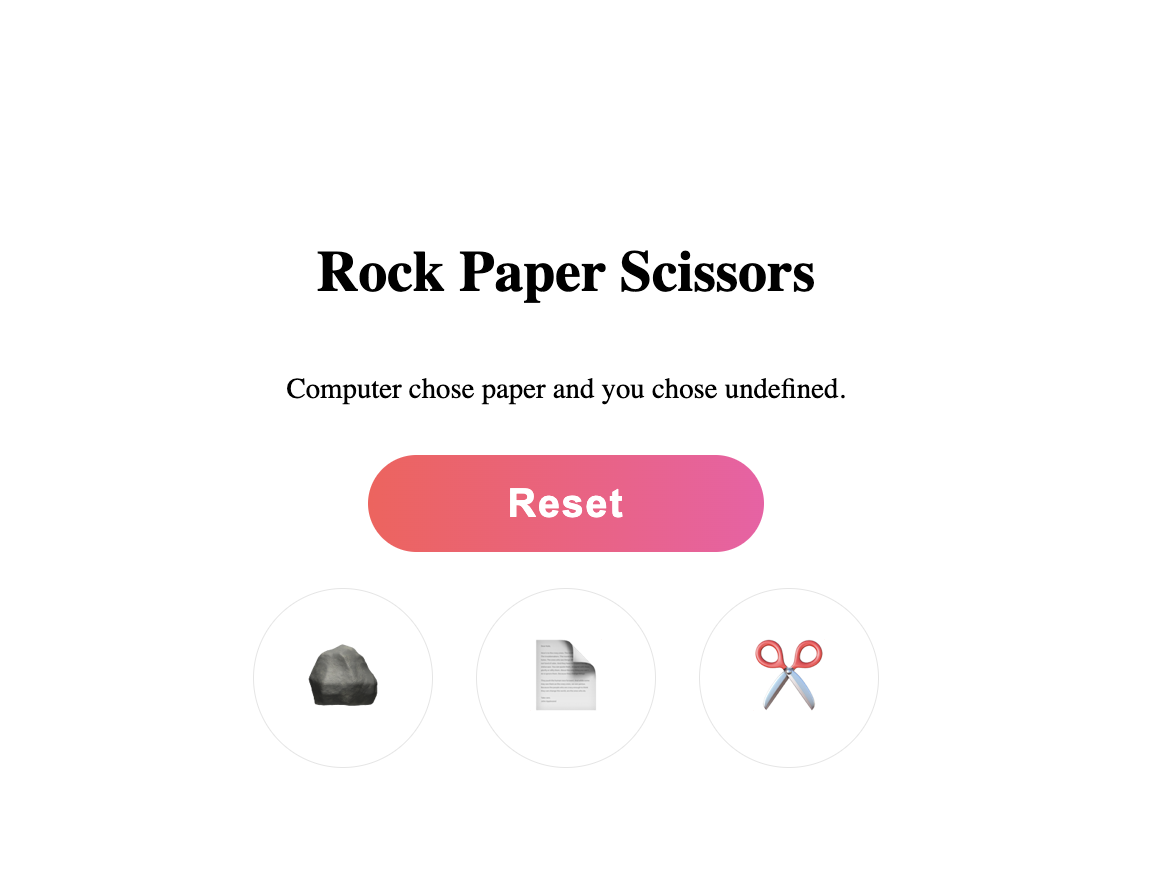 Rock Paper Scissors
Computer chose paper and you chose undefined.
Reset